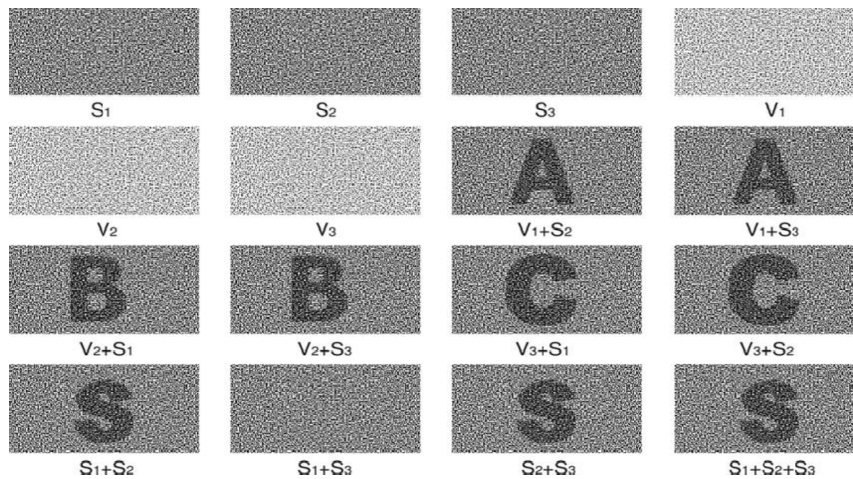 S1 S2 S3 V1
A A
V2 V3 V1+S2 V1+S3
B B C C
V2+S1 V2+S3 V3+S1 V3+S2
S S S
S1+S2 S1+S3 S2+S3 S1+S2+S3